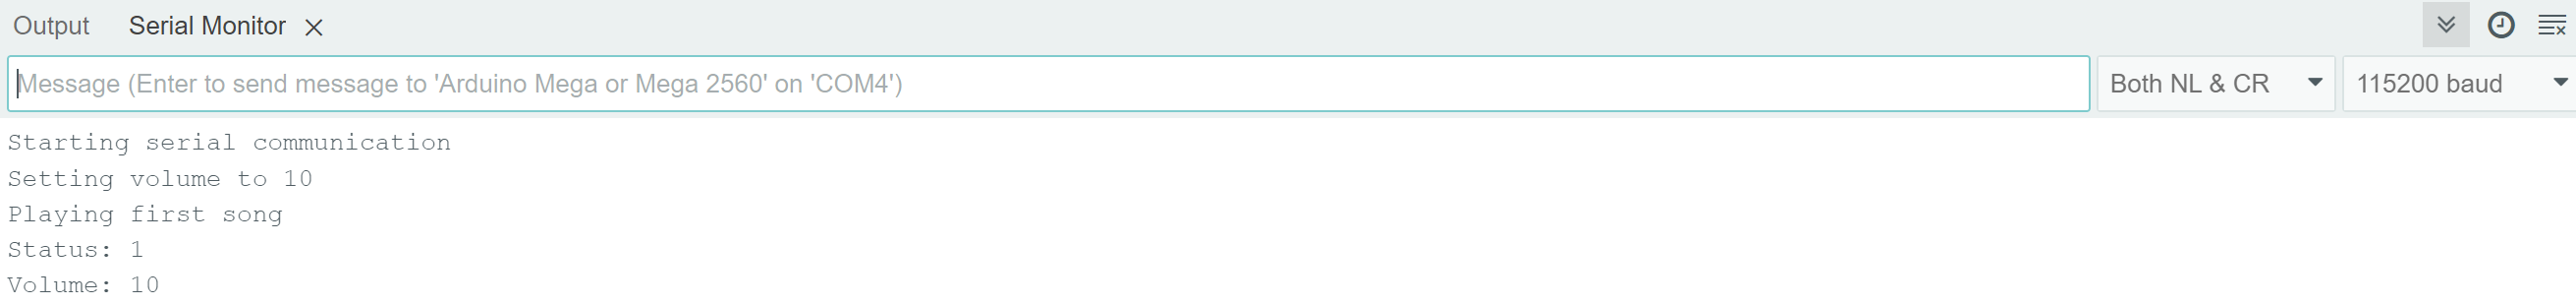 Output Serial Monitor
Message (Enter to send message to 'Arduino Mega or Mega 2560' on 'COM4') Both NL & CR 115200 baud
Starting serial communication
Setting volume to 10
Playing first song
Status: 1
Volume: 10